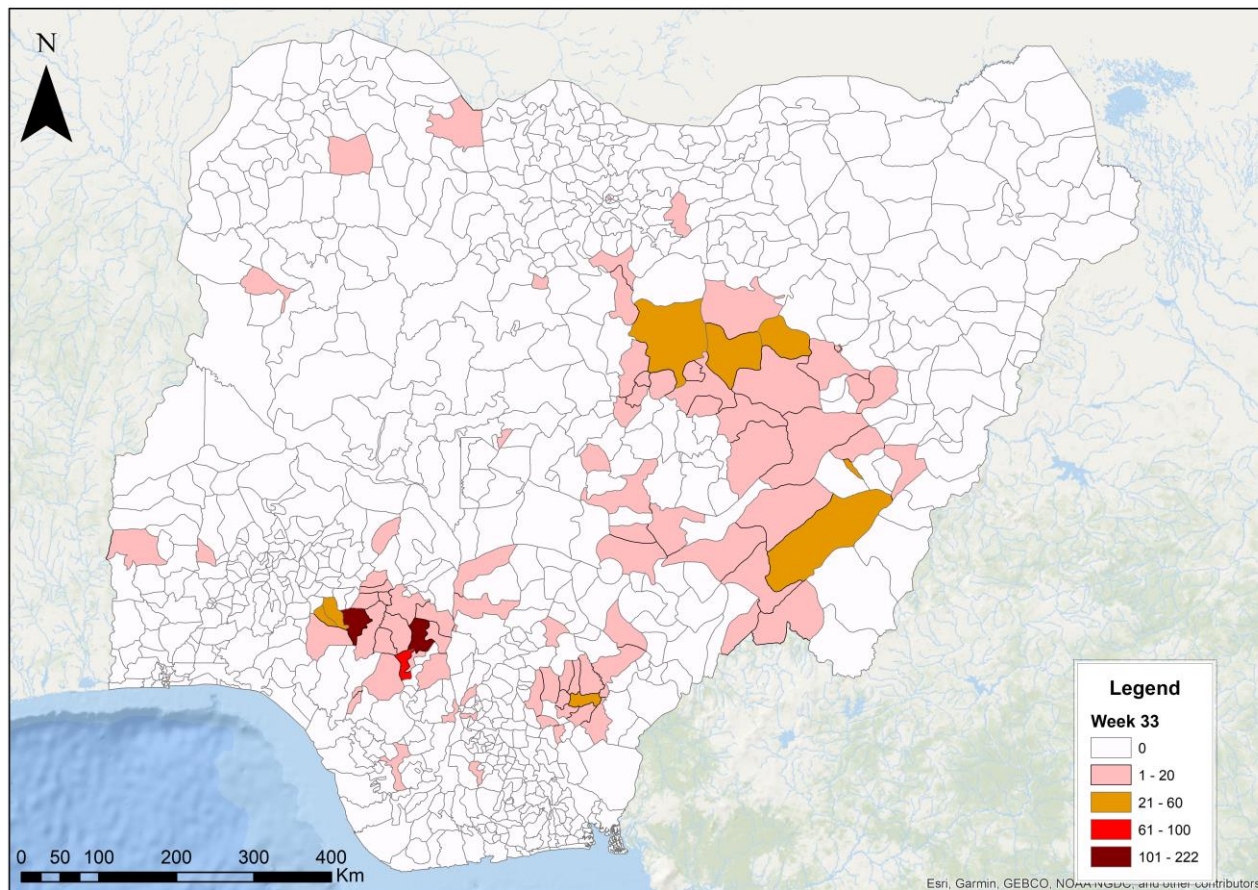 N
Legend
Week 33
0
1 - 20
21 - 60
61 - 100
101 - 222
0 50 100 200 300 400
Km
Esri, Garmin, GEBCO, NOAA NGDC, and other contributors